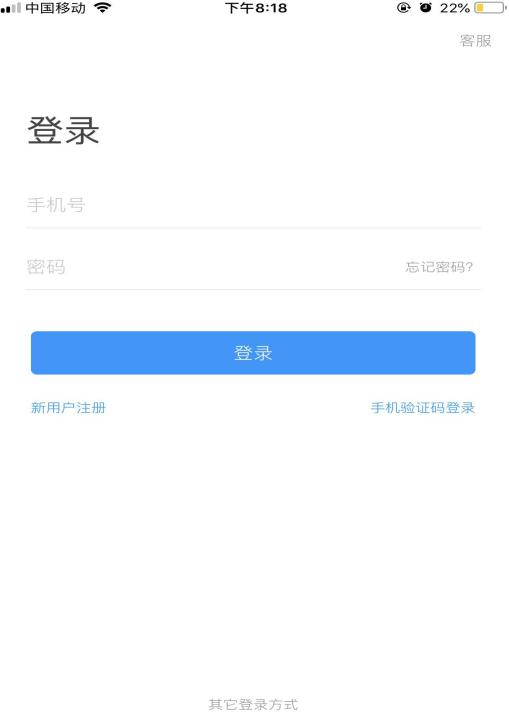 中国移动 下午8:18 22%
客服
登录
手机号
密码 忘记密码?
登录
新用户注册 手机验证码登录
其它登录方式